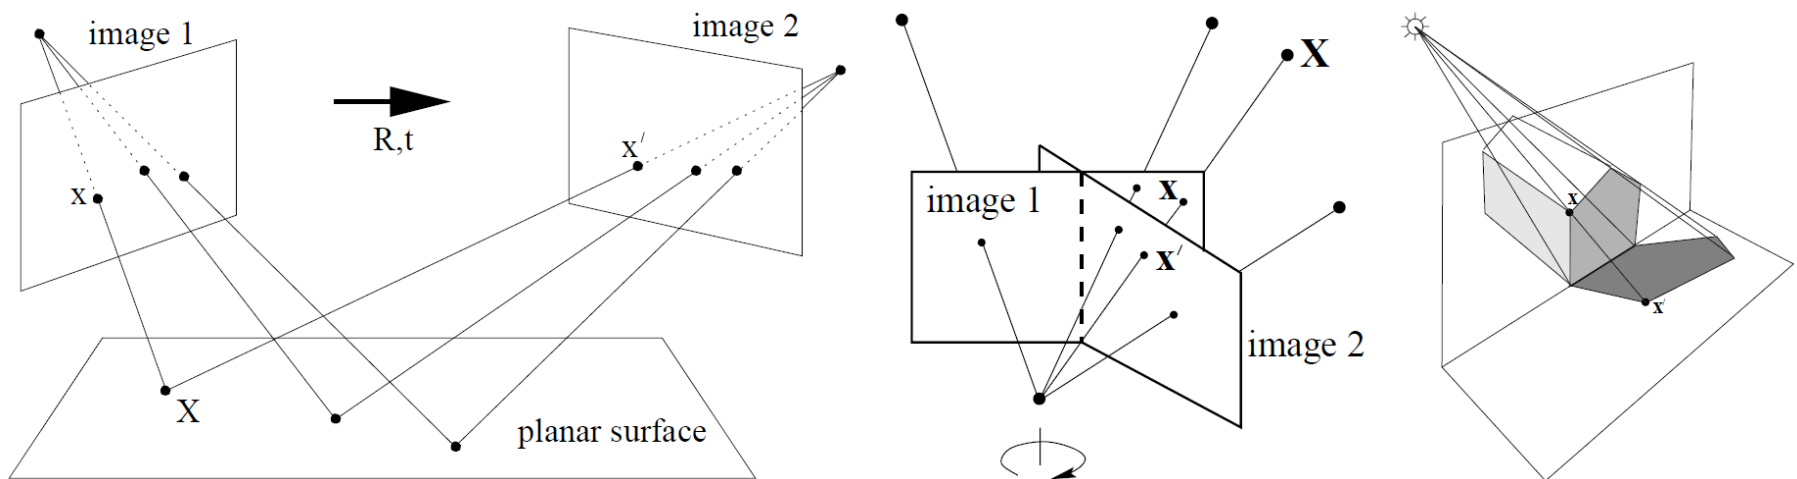 image 1
image 2
R,t
x
x′
X
planar surface
X
image 1
x
x′
image 2
x
x′